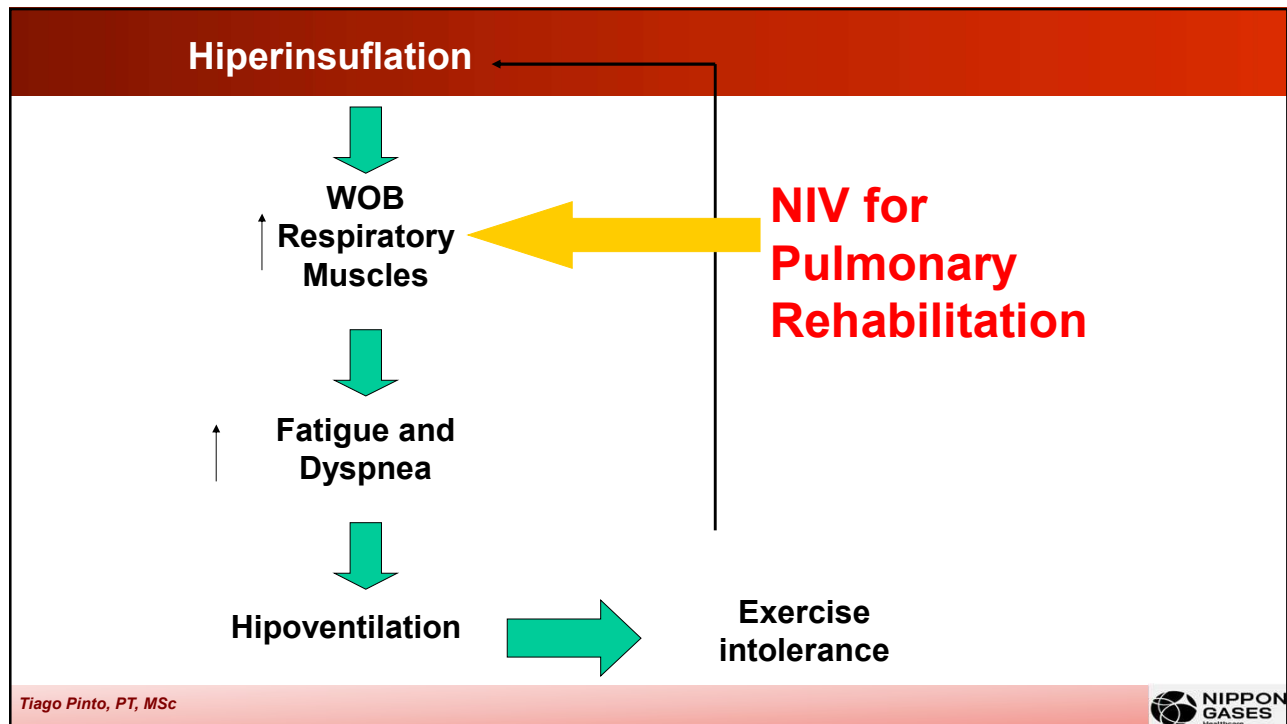 Hiperinsuflation
WOB
Respiratory
Muscles
NIV for
Pulmonary
Rehabilitation
Fatigue and
Dyspnea
Hipoventilation
Exercise
intolerance
Tiago Pinto, PT, MSc
NIPPON
GASES
Healthcare